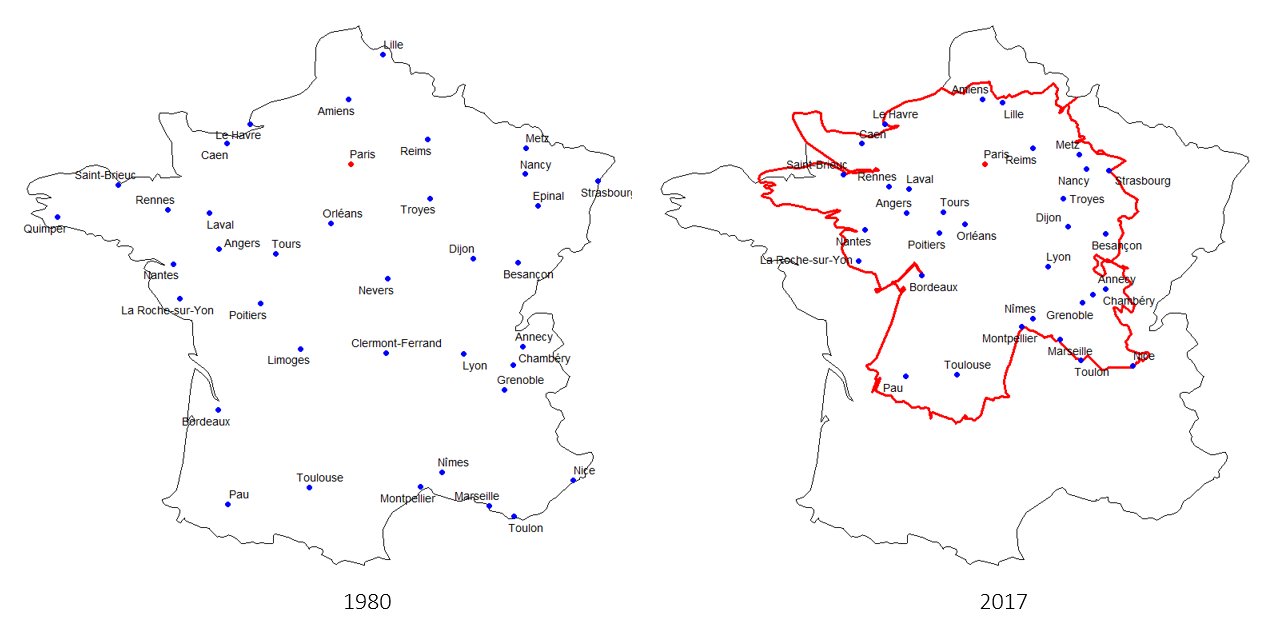 Lille
Amiens
Le Havre
Caen
Reims
Metz
Paris
Nancy
Saint-Brieuc
Strasbourg
Rennes
Epinal
Laval
Orléans
Troyes
Quimper
Angers
Tours
Dijon
Nantes
Besançon
Nevers
La Roche-sur-Yon
Poitiers
Clermont-Ferrand
Annecy
Limoges
Lyon
Chambéry
Grenoble
Bordeaux
Nîmes
Nice
Toulouse
Pau
Montpellier
Marseille
Toulon
1980
Amiens
Le Havre
Lille
Caen
Metz
Paris
Reims
Saint-Brieuc
Rennes
Laval
Nancy
Strasbourg
Angers
Tours
Troyes
Dijon
Nantes
Poitiers
Orléans
Besançon
La Roche-sur-Yon
Lyon
Annecy
Bordeaux
Chambéry
Nîmes
Grenoble
Montpellier
Marseille
Nice
Toulouse
Toulon
Pau
2017